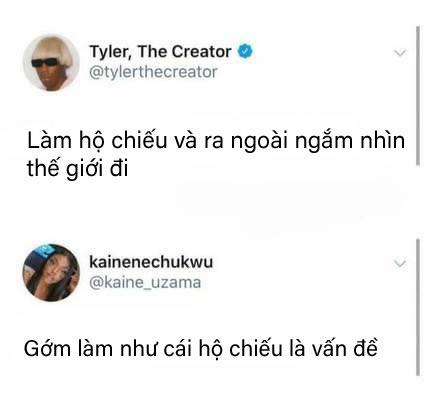 Tyler, The Creator
@tylerthecreator
Làm hộ chiếu và ra ngoài ngắm nhìn
thế giới đi
kainenechukwu
@kaine_uzama
Gớm làm như cái hộ chiếu là vấn đề